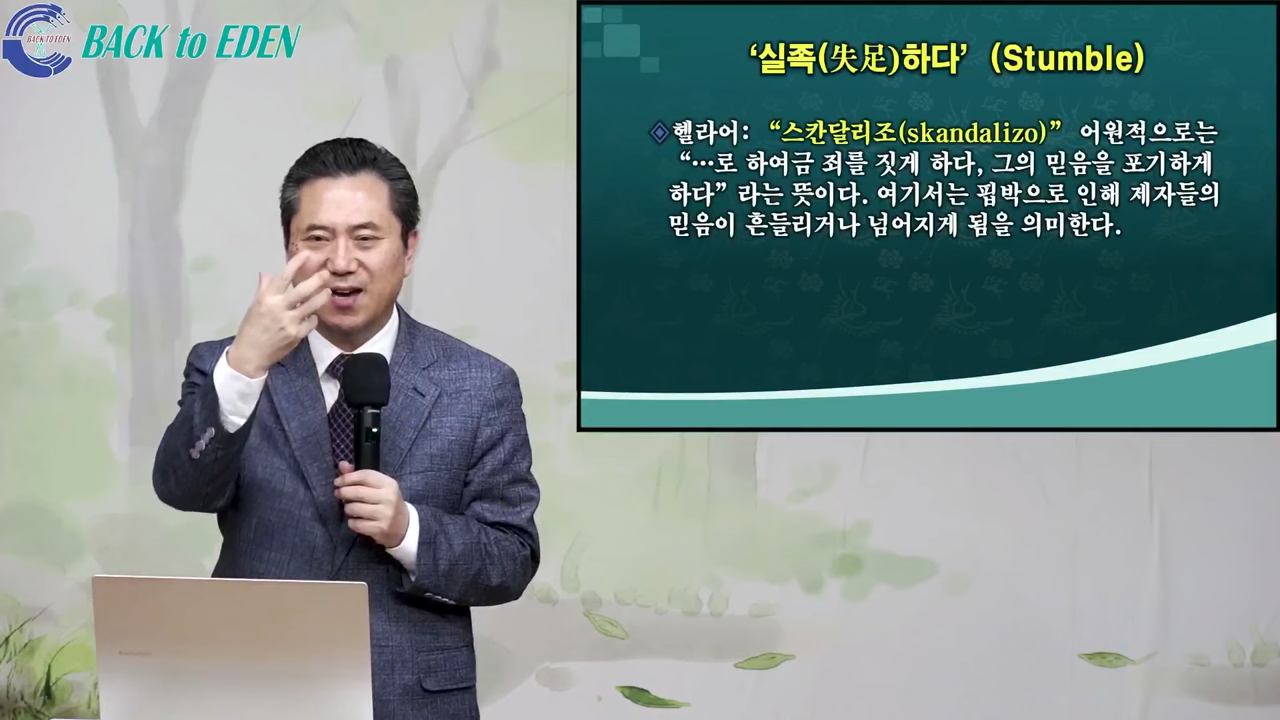 BACK TO EDEN
BACK to EDEN
‘실족(失足)하다’ (Stumble)
헬라어: “스칸달리조(skandalizo)” 어원적으로는
“…로 하여금 죄를 짓게 하다, 그의 믿음을 포기하게
하다” 라는 뜻이다. 여기서는 핍박으로 인해 제자들의
믿음이 흔들리거나 넘어지게 됨을 의미한다.